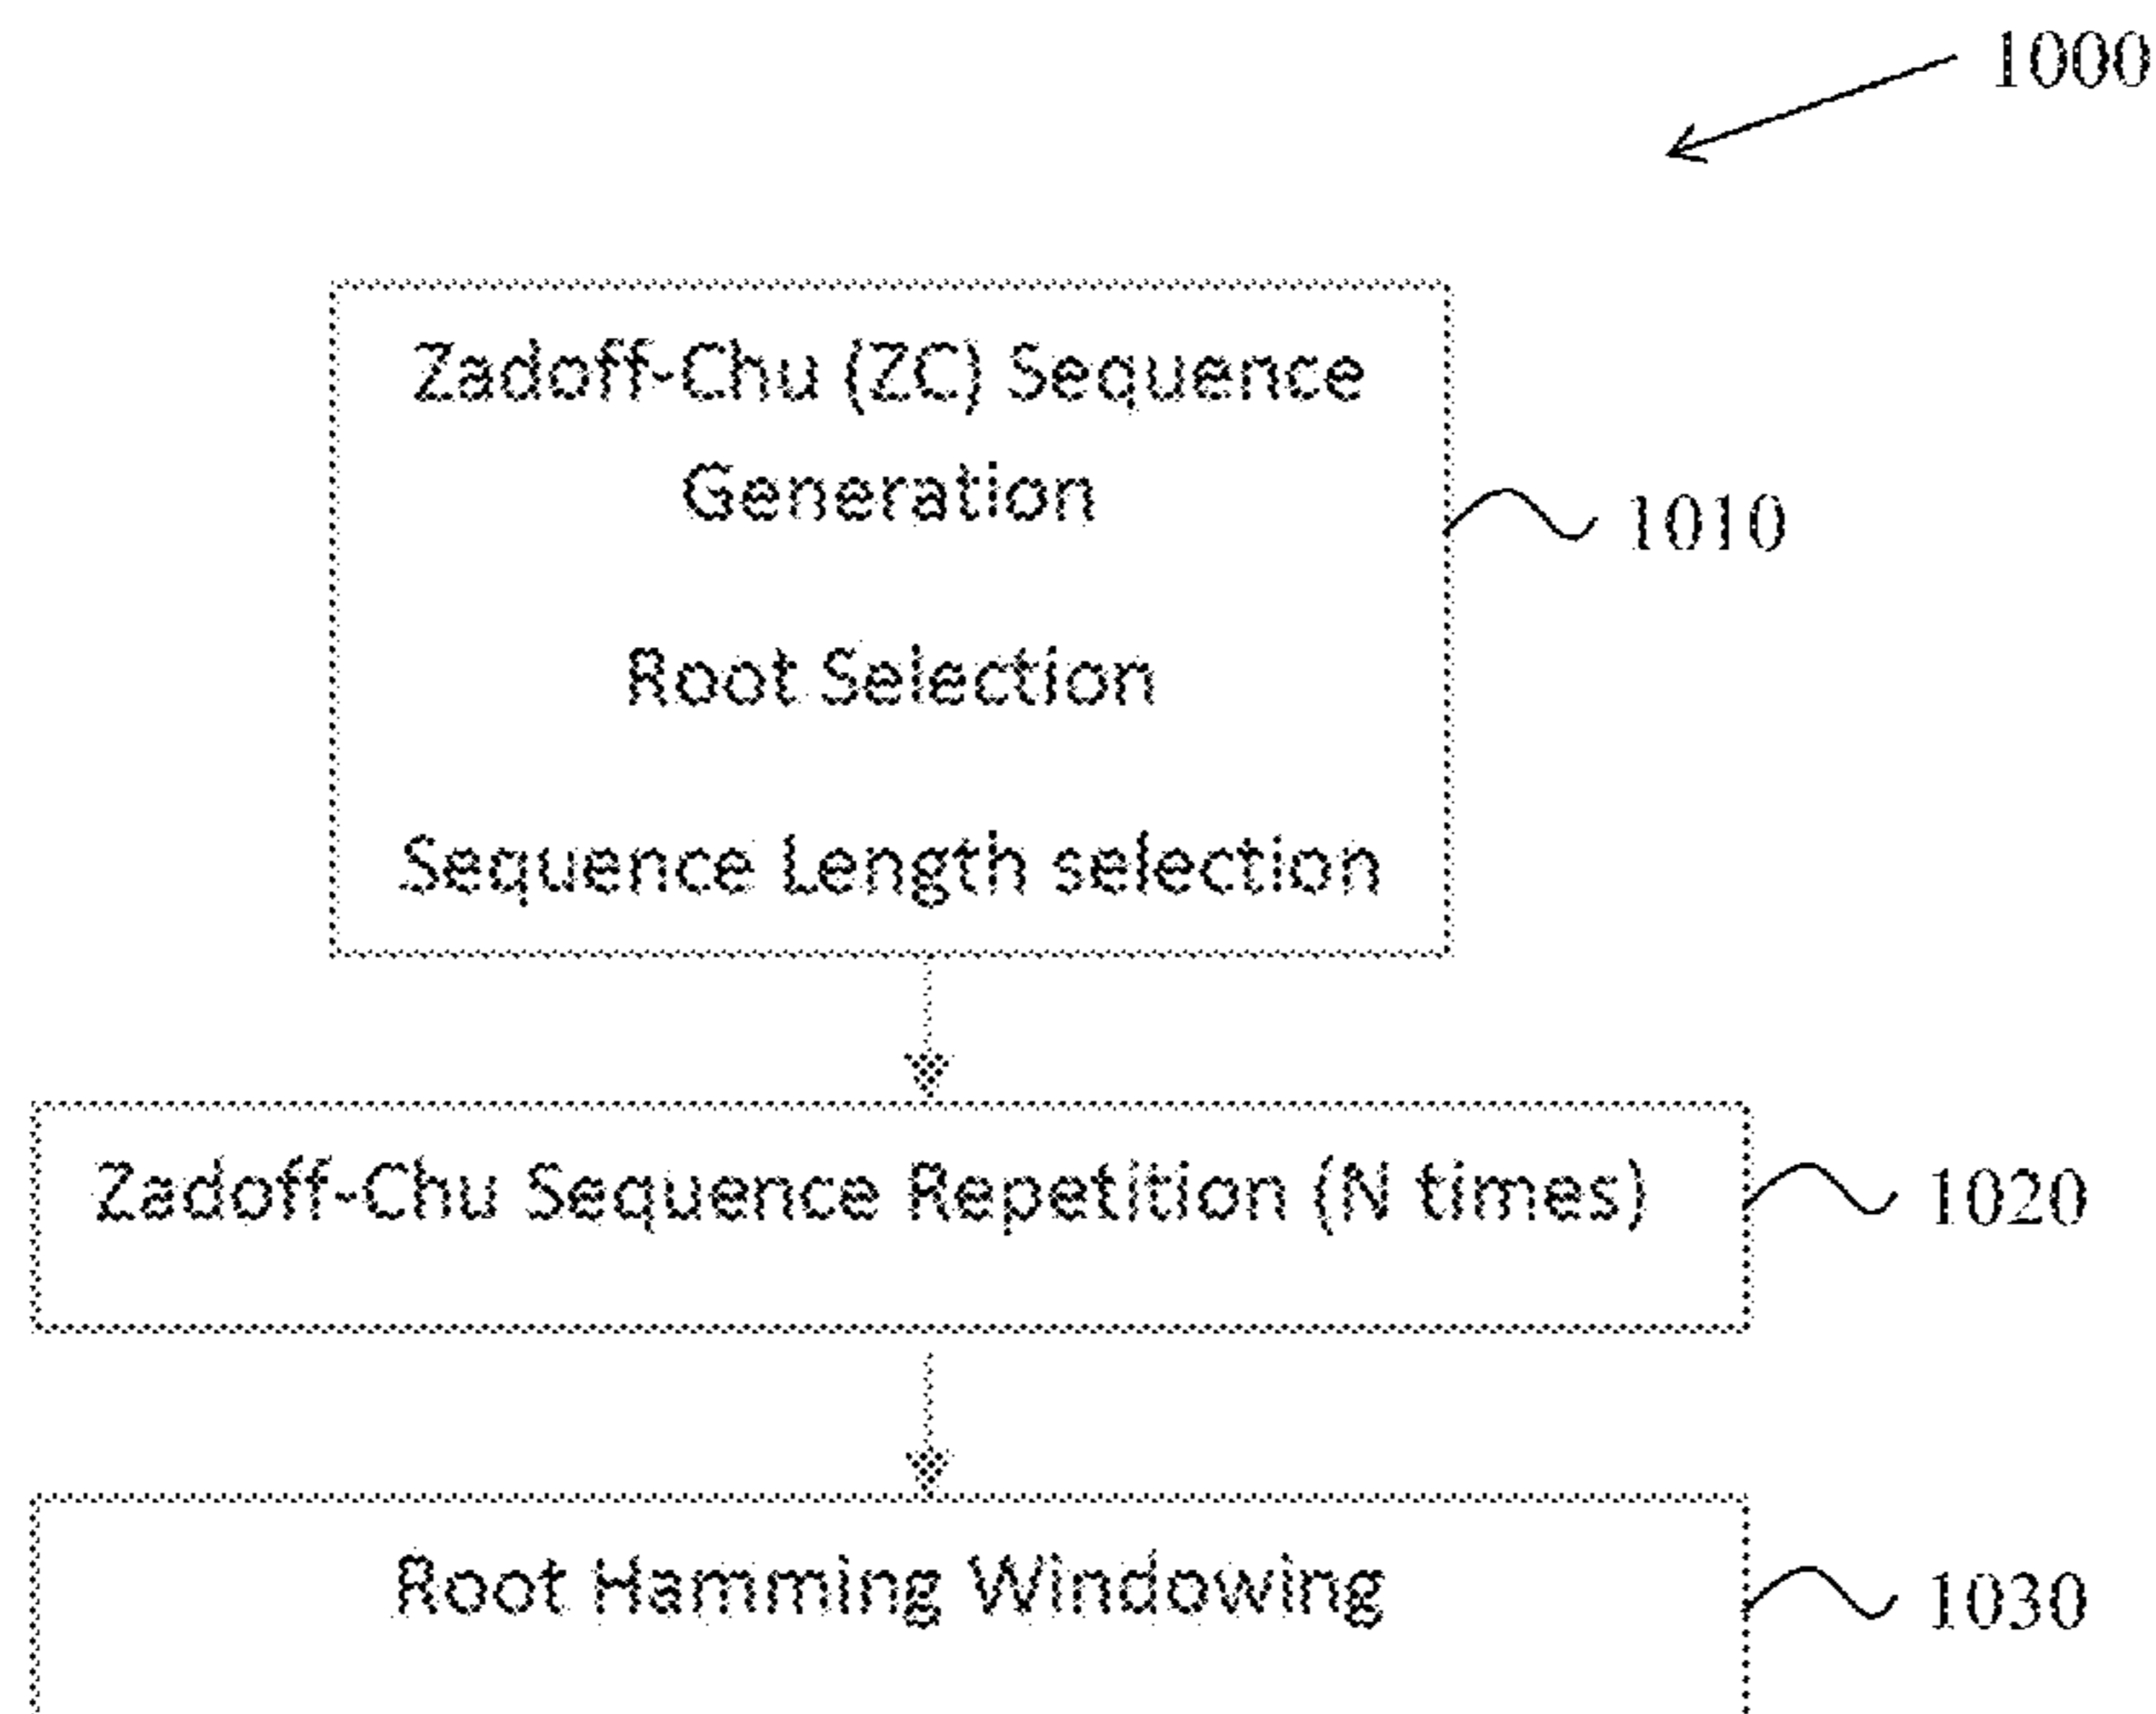 1000
Zadoff-Chu (ZC) Sequence
Generation
1010
Root Selection
Sequence Length selection
Zadoff-Chu Sequence Repetition (N times)
1020
Root Hamming Windowing
1030